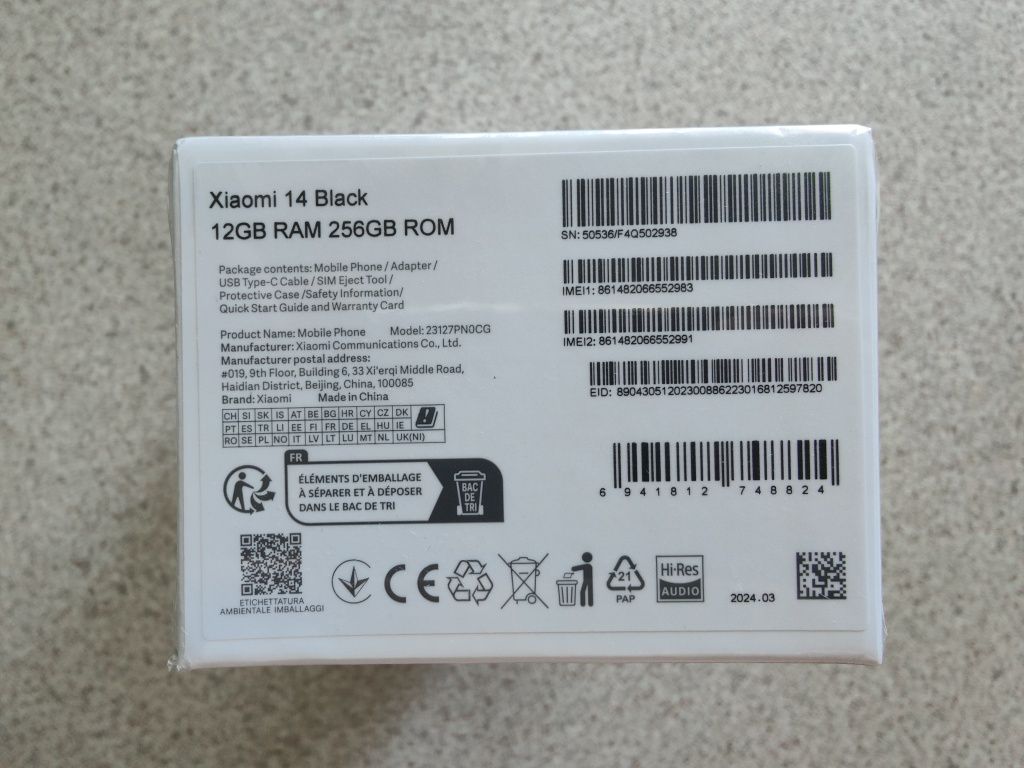 Xiaomi 14 Black
12GB RAM 256GB ROM
Package contents: Mobile Phone / Adapter /
USB Type-C Cable / SIM Eject Tool /
Protective Case /Safety Information/
Quick Start Guide and Warranty Card
Product Name: Mobile Phone Model: 23127PN0CG
Manufacturer: Xiaomi Communications Co., Ltd.
Manufacturer postal address:
#019, 9th Floor, Building 6, 33 Xi'erqi Middle Road,
Haidian District, Beijing, China, 100085
Brand: Xiaomi Made in China
CH SI SK IS AT BE BG HR CY CZ DK
PT ES TR LI EE FI FR DE EL HU IE
RO SE PL NO IT LV LT LU MT NL UK(NI)
FR
ÉLÉMENTS D'EMBALLAGE
À SÉPARER ET À DÉPOSER
DANS LE BAC DE TRI
BAC
DE
TRI
ETICHETTATURA
AMBIENTALE IMBALLAGGI
CE
21
PAP
Hi-Res
AUDIO
2024.03
SN: 50536/F4Q502938
IMEI1: 861482066552983
IMEI2: 861482066552991
EID: 89043051202300886223016812597820
6 941812 748824